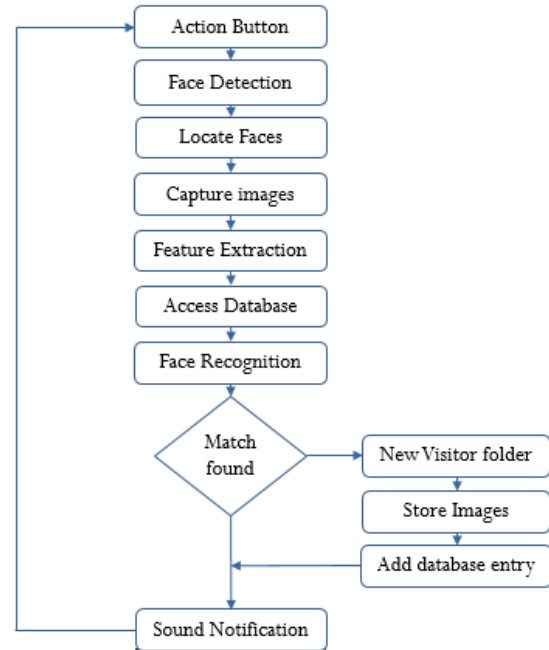 Action Button
Face Detection
Locate Faces
Capture images
Feature Extraction
Access Database
Face Recognition
Match
found
New Visitor folder
Store Images
Add database entry
Sound Notification